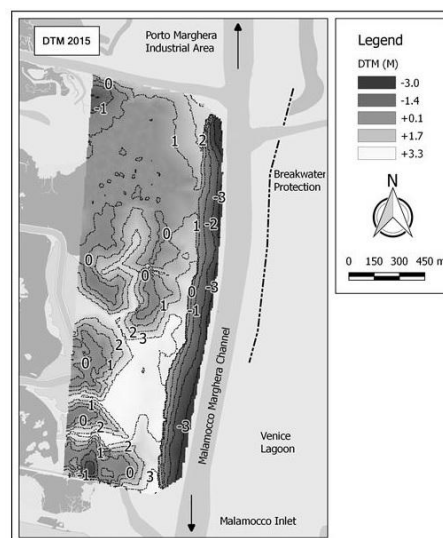 DTM 2015
Porto Marghera
Industrial Area
Legend
DTM (M)
-3.0
-1.4
+0.1
+1.7
+3.3
N
0 150 300 450 m
Breakwater
Protection
Malamocco Marghera Channel
Venice
Lagoon
Malamocco Inlet
0
-1
1
2
-3
-2
1
0
0
-3
0
1
0
-1
2
3
2
0
1
1
0
2
-3
2
1
-1
0
3